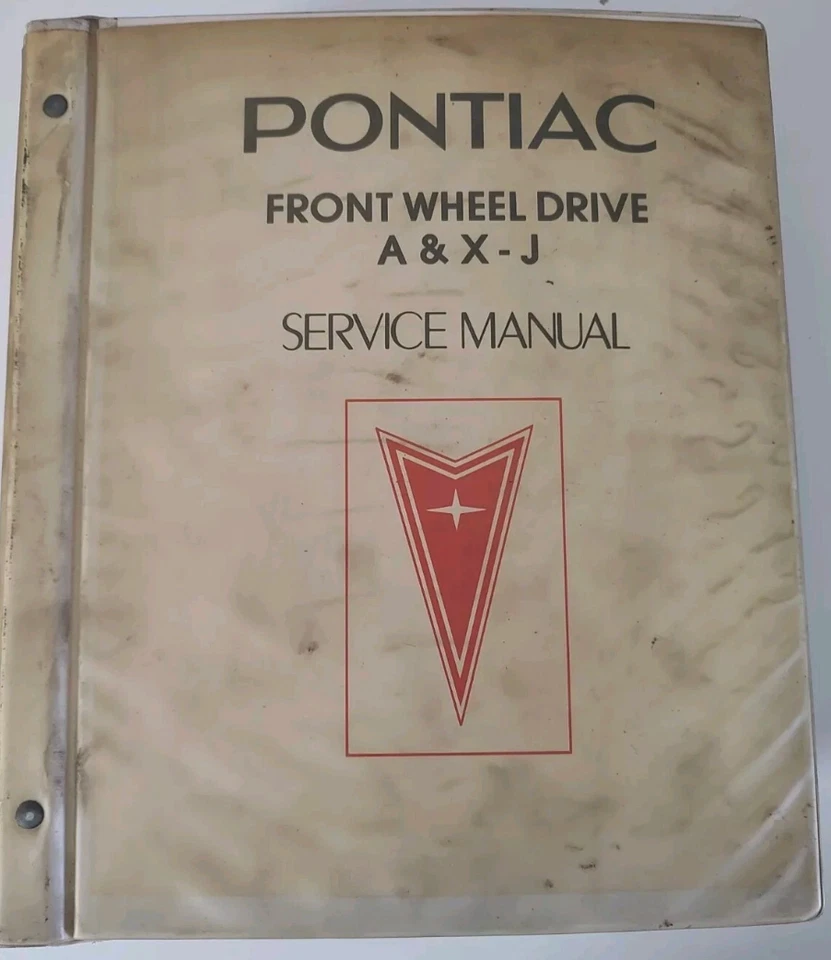 PONTIAC
FRONT WHEEL DRIVE
A & X - J
SERVICE MANUAL